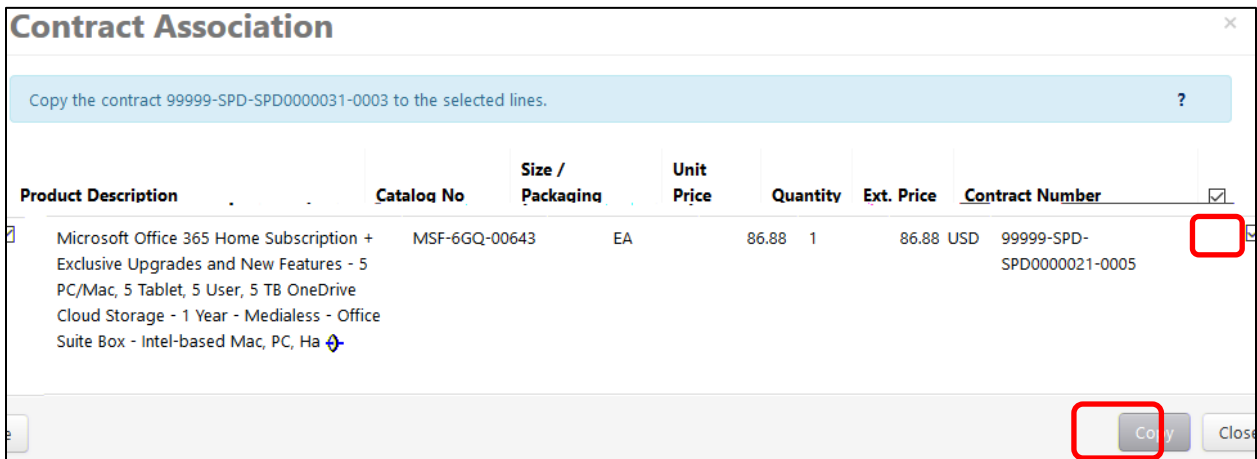 Contract Association
×
Copy the contract 99999-SPD-SPD0000031-0003 to the selected lines.
?
Product Description Catalog No Size / Packaging Unit Price Quantity Ext. Price Contract Number
Microsoft Office 365 Home Subscription + MSF-6GQ-00643 EA 86.88 1 86.88 USD 99999-SPD-
Exclusive Upgrades and New Features - 5 SPD0000021-0005
PC/Mac, 5 Tablet, 5 User, 5 TB OneDrive
Cloud Storage - 1 Year - Medialess - Office
Suite Box - Intel-based Mac, PC, Ha
Copy Close